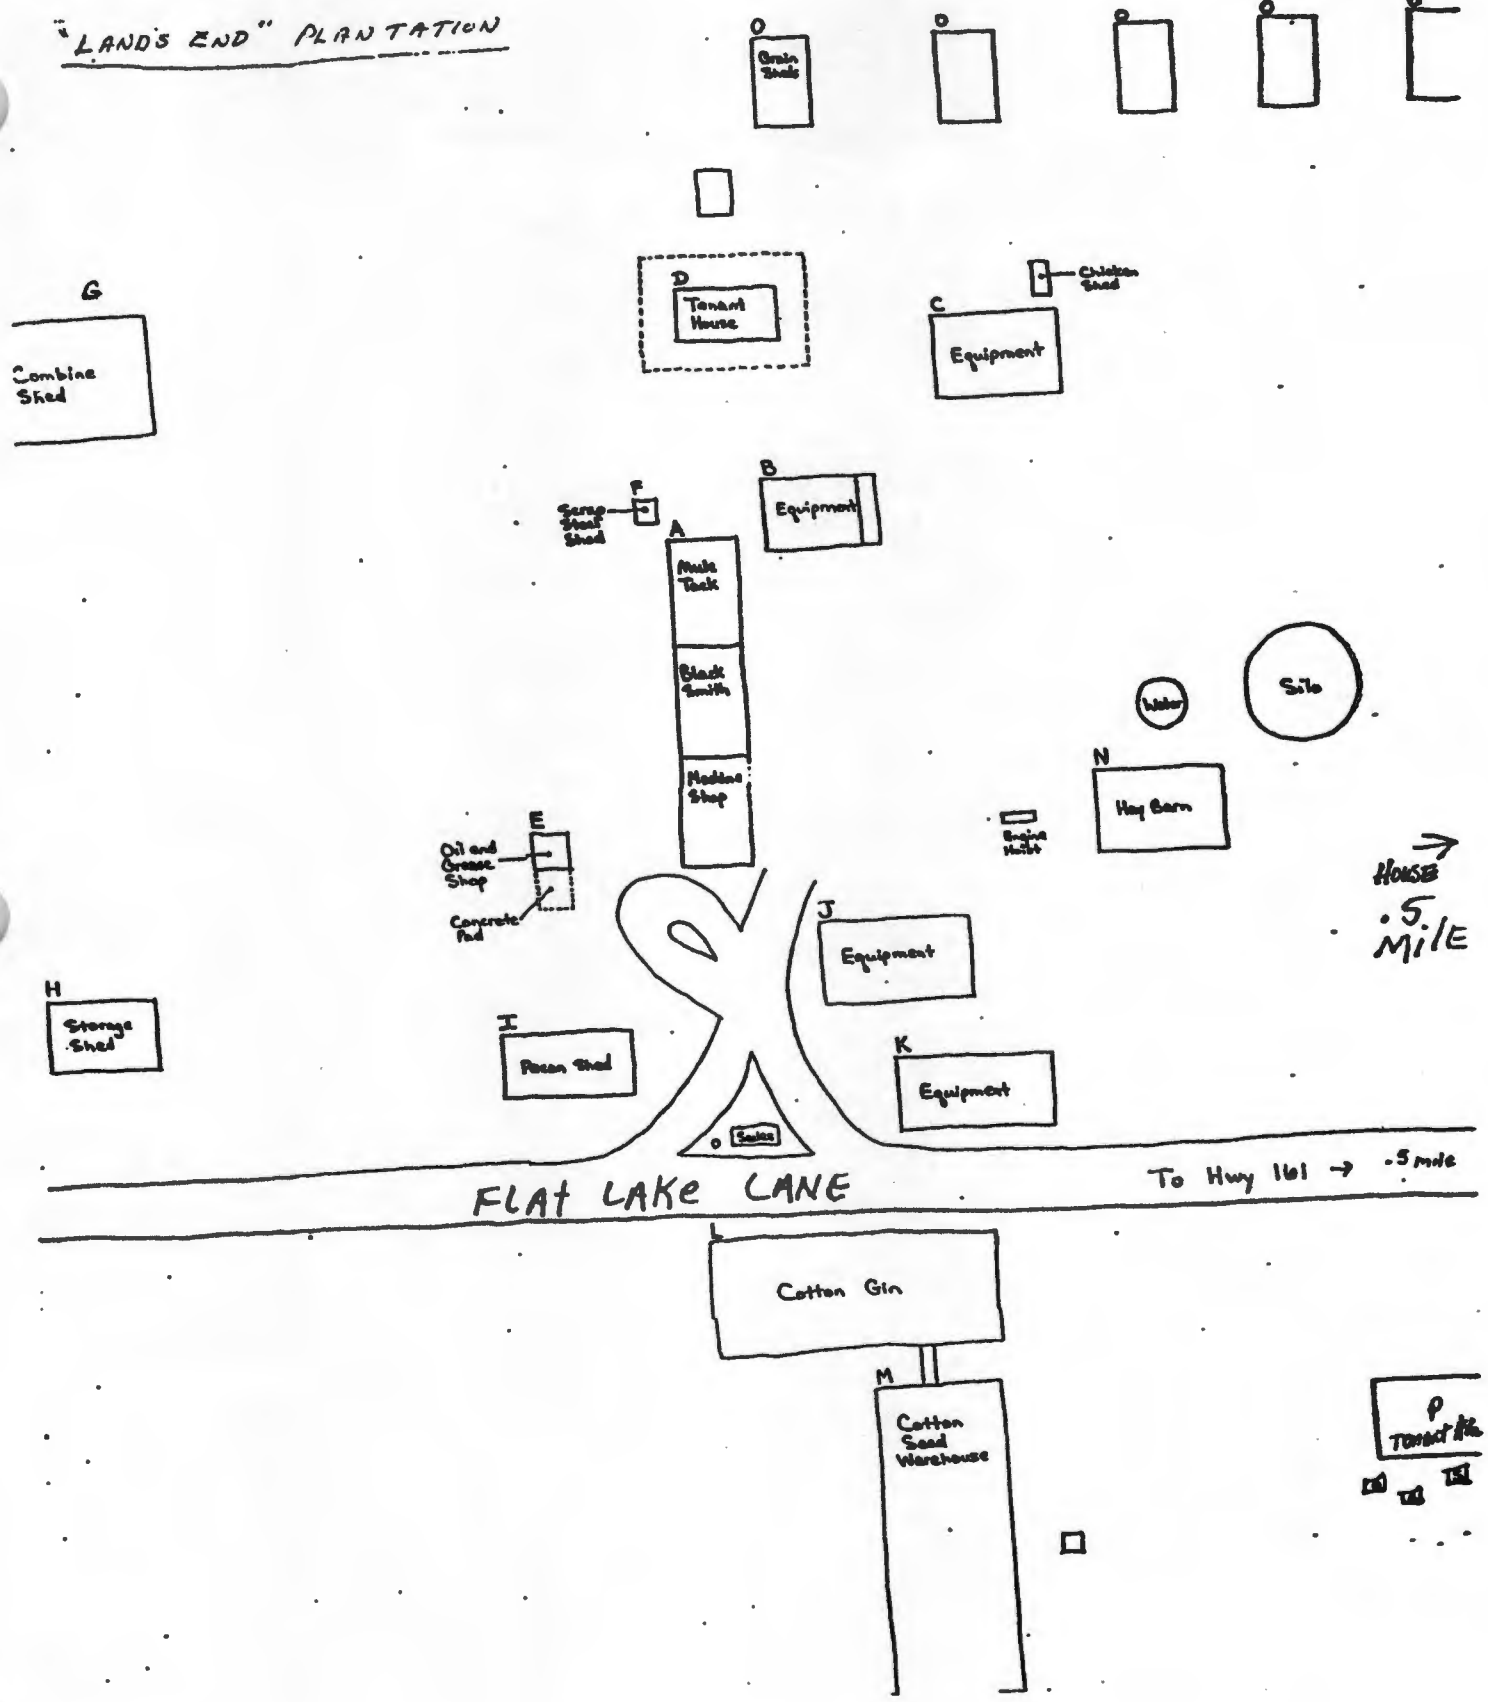 "LAND'S END" PLANTATION
O
O
O
O
O
Grain
Sheds
G
Combine
Shed
D
Tenant
House
Chicken
Shed
C
Equipment
B
Equipment
F
Scrap
Steel
Shed
A
Mule
Tack
Black
Smith
Machine
Shop
Water
Silo
N
Hay Barn
Engine
Hoist
E
Oil and
Grease
Shop
Concrete
Pad
HOUSE
.5
MilE
J
Equipment
H
Storage
Shed
I
Pecan Shed
K
Equipment
Scales
FLAt LAKe LANE
To Hwy 161 → .5 mile
L
Cotton Gin
M
Cotton
Seed
Warehouse
P
Tenant